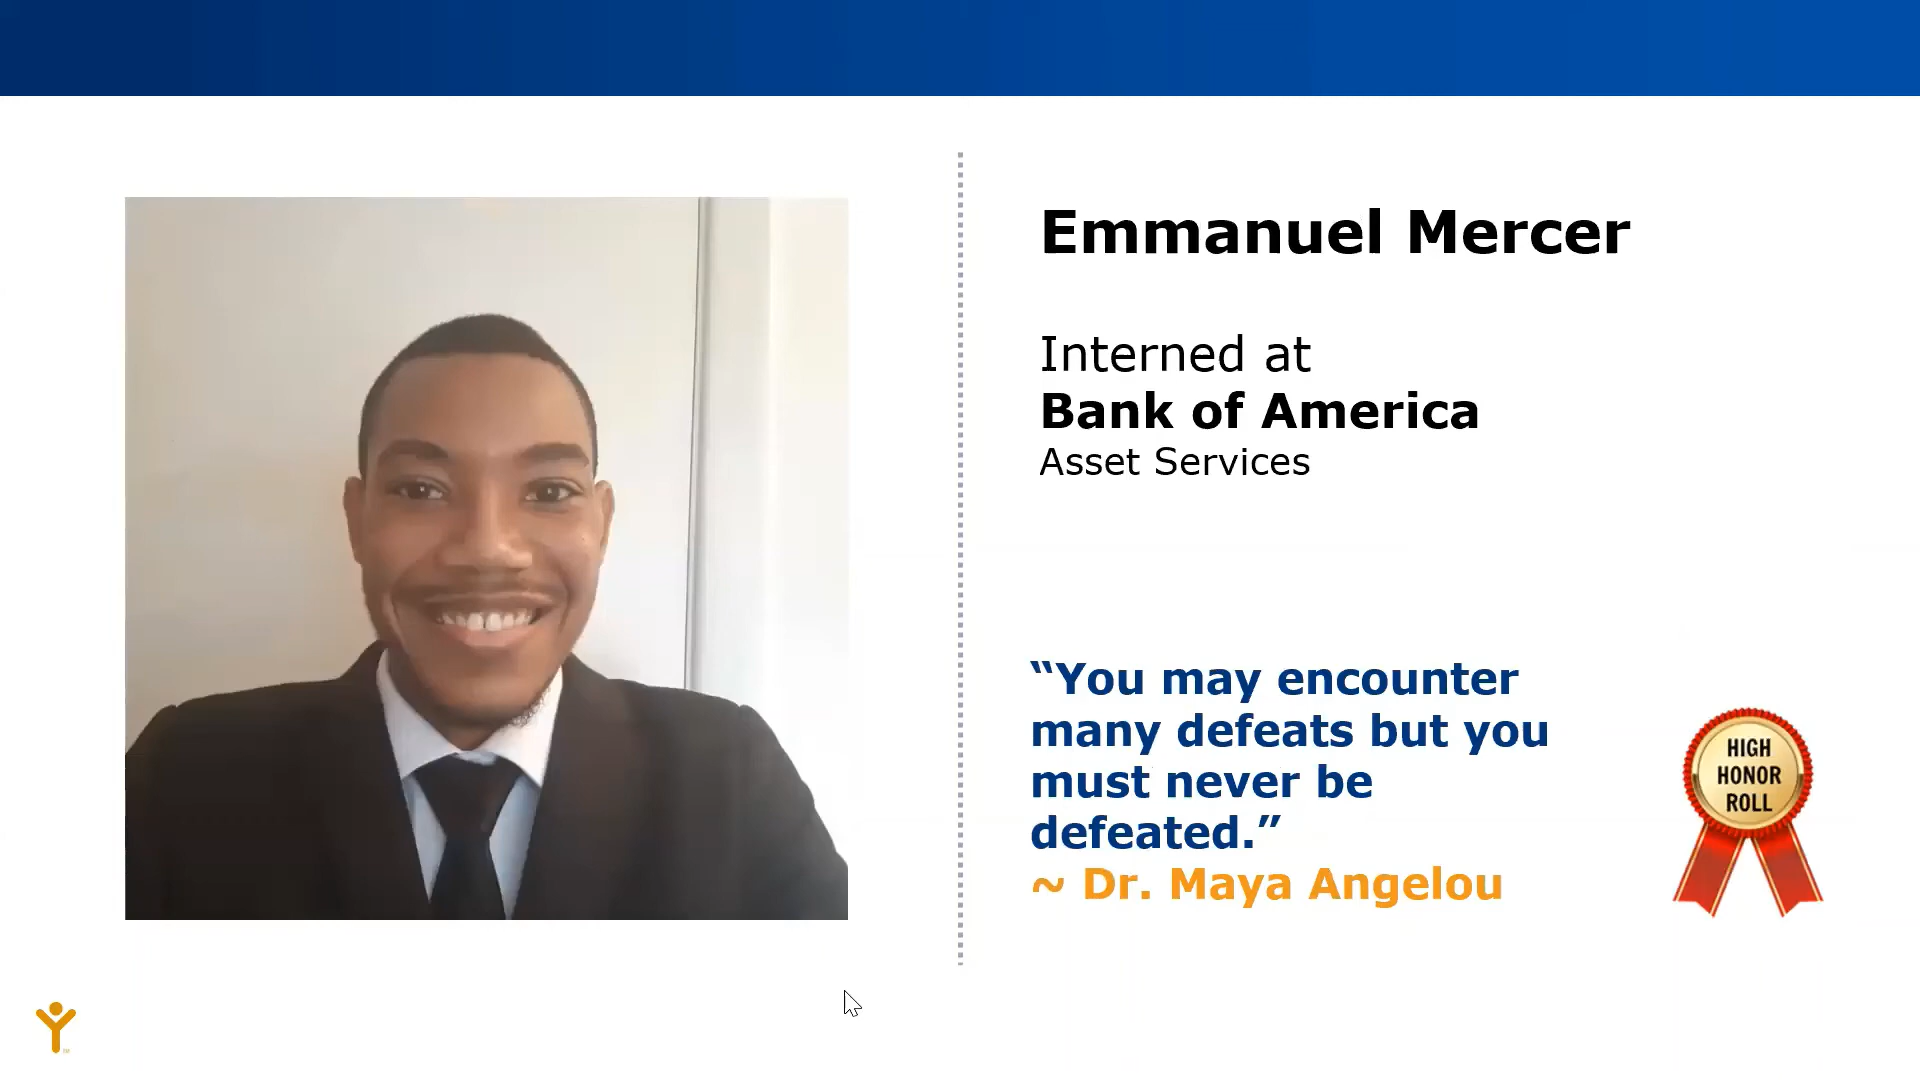 Emmanuel Mercer
Interned at
Bank of America
Asset Services
“You may encounter
many defeats but you
must never be
defeated.”
~ Dr. Maya Angelou
HIGH
HONOR
ROLL